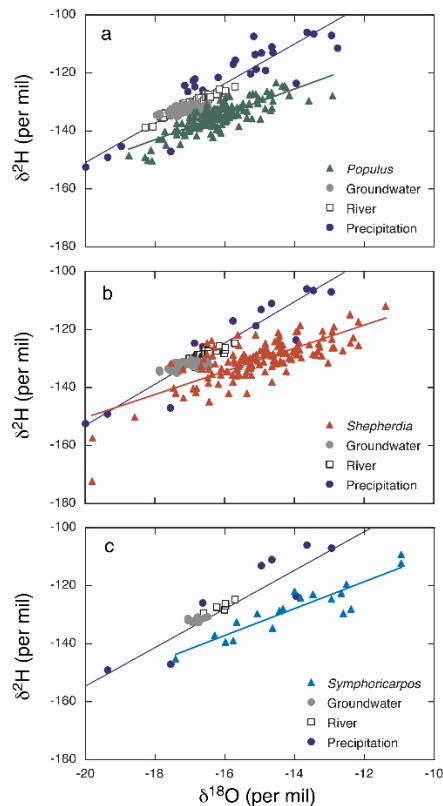 a
-100
-120
-140
-160
-180
δ²H (per mil)
Populus
Groundwater
River
Precipitation
b
-100
-120
-140
-160
-180
δ²H (per mil)
Shepherdia
Groundwater
River
Precipitation
c
-100
-120
-140
-160
-180
δ²H (per mil)
Symphoricarpos
Groundwater
River
Precipitation
-20 -18 -16 -14 -12 -10
δ¹⁸O (per mil)